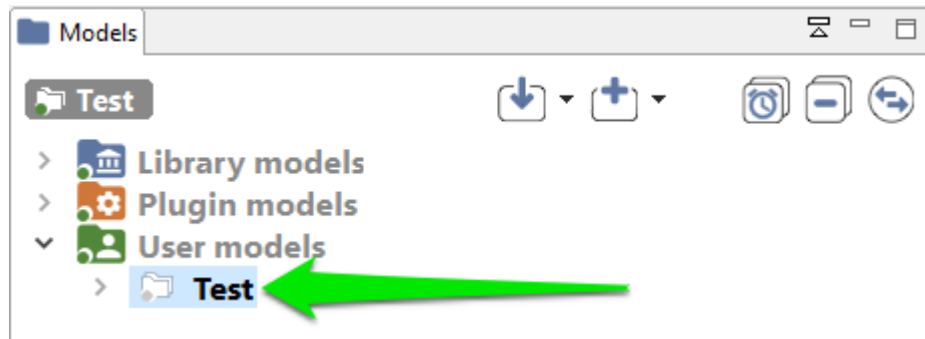 Models
Test
Library models
Plugin models
User models
Test